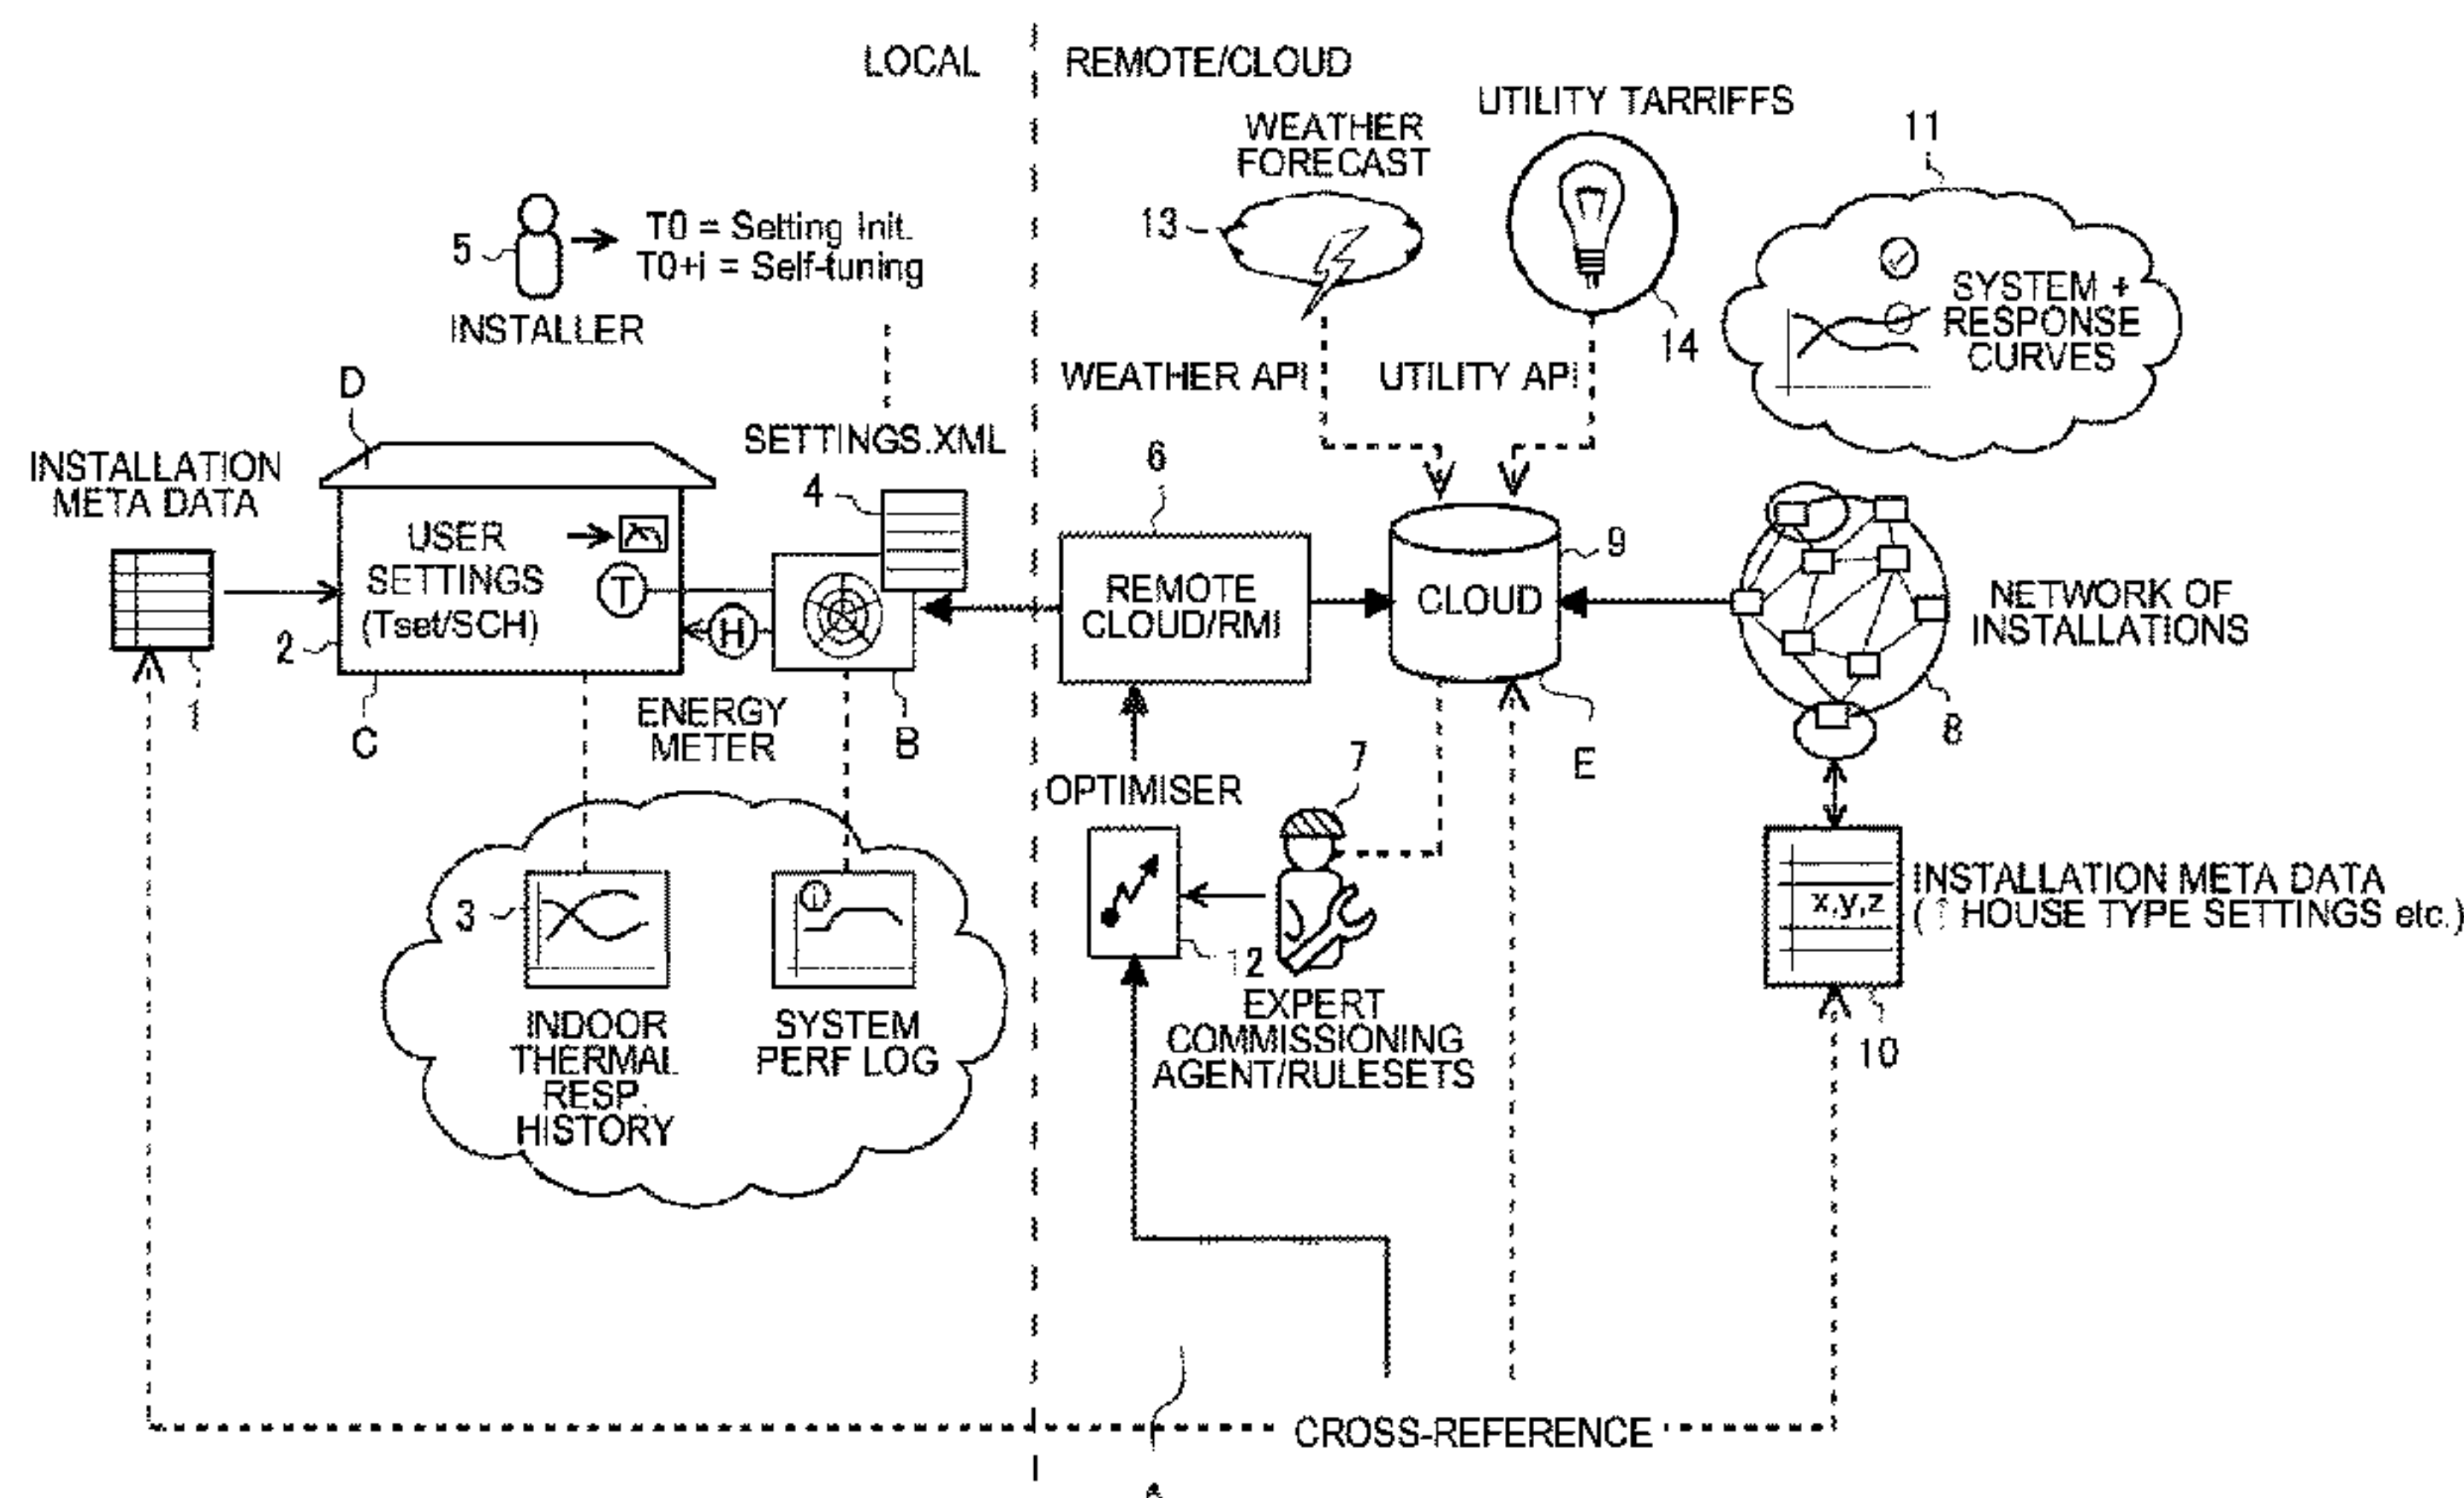 LOCAL
REMOTE/CLOUD
UTILITY TARRIFFS
WEATHER
FORECAST
11
13
5
T0 = Setting Init.
T0+i = Self-tuning
INSTALLER
SYSTEM +
RESPONSE
CURVES
14
WEATHER API
UTILITY API
D
SETTINGS.XML
INSTALLATION
META DATA
4
6
USER
SETTINGS
(Tset/SCH)
T
H
2
1
C
ENERGY
METER
B
REMOTE
CLOUD/RMI
CLOUD
9
NETWORK OF
INSTALLATIONS
8
E
7
OPTIMISER
12
EXPERT
COMMISSIONING
AGENT/RULESETS
3
INDOOR
THERMAL
RESP.
HISTORY
SYSTEM
PERF LOG
x,y,z
INSTALLATION META DATA
(↑ HOUSE TYPE SETTINGS etc.)
10
CROSS-REFERENCE